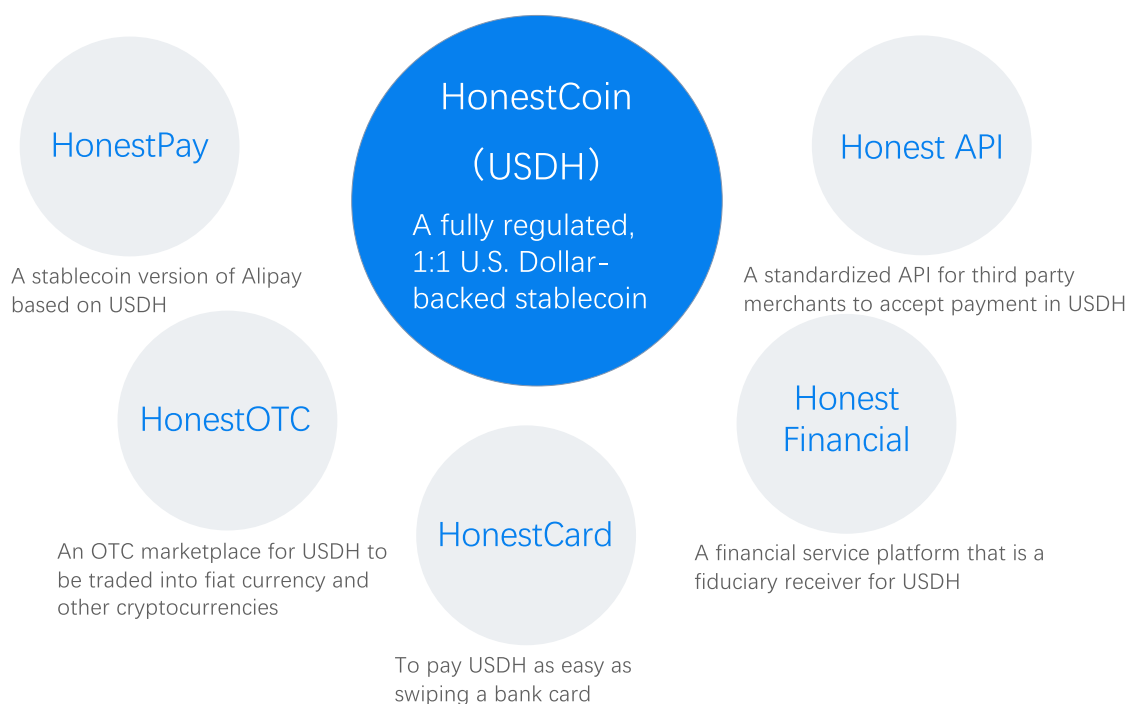 HonestCoin
（USDH）
A fully regulated,
1:1 U.S. Dollar-
backed stablecoin
HonestPay
A stablecoin version of Alipay
based on USDH
Honest API
A standardized API for third party
merchants to accept payment in USDH
HonestOTC
An OTC marketplace for USDH to
be traded into fiat currency and
other cryptocurrencies
HonestCard
To pay USDH as easy as
swiping a bank card
Honest
Financial
A financial service platform that is a
fiduciary receiver for USDH